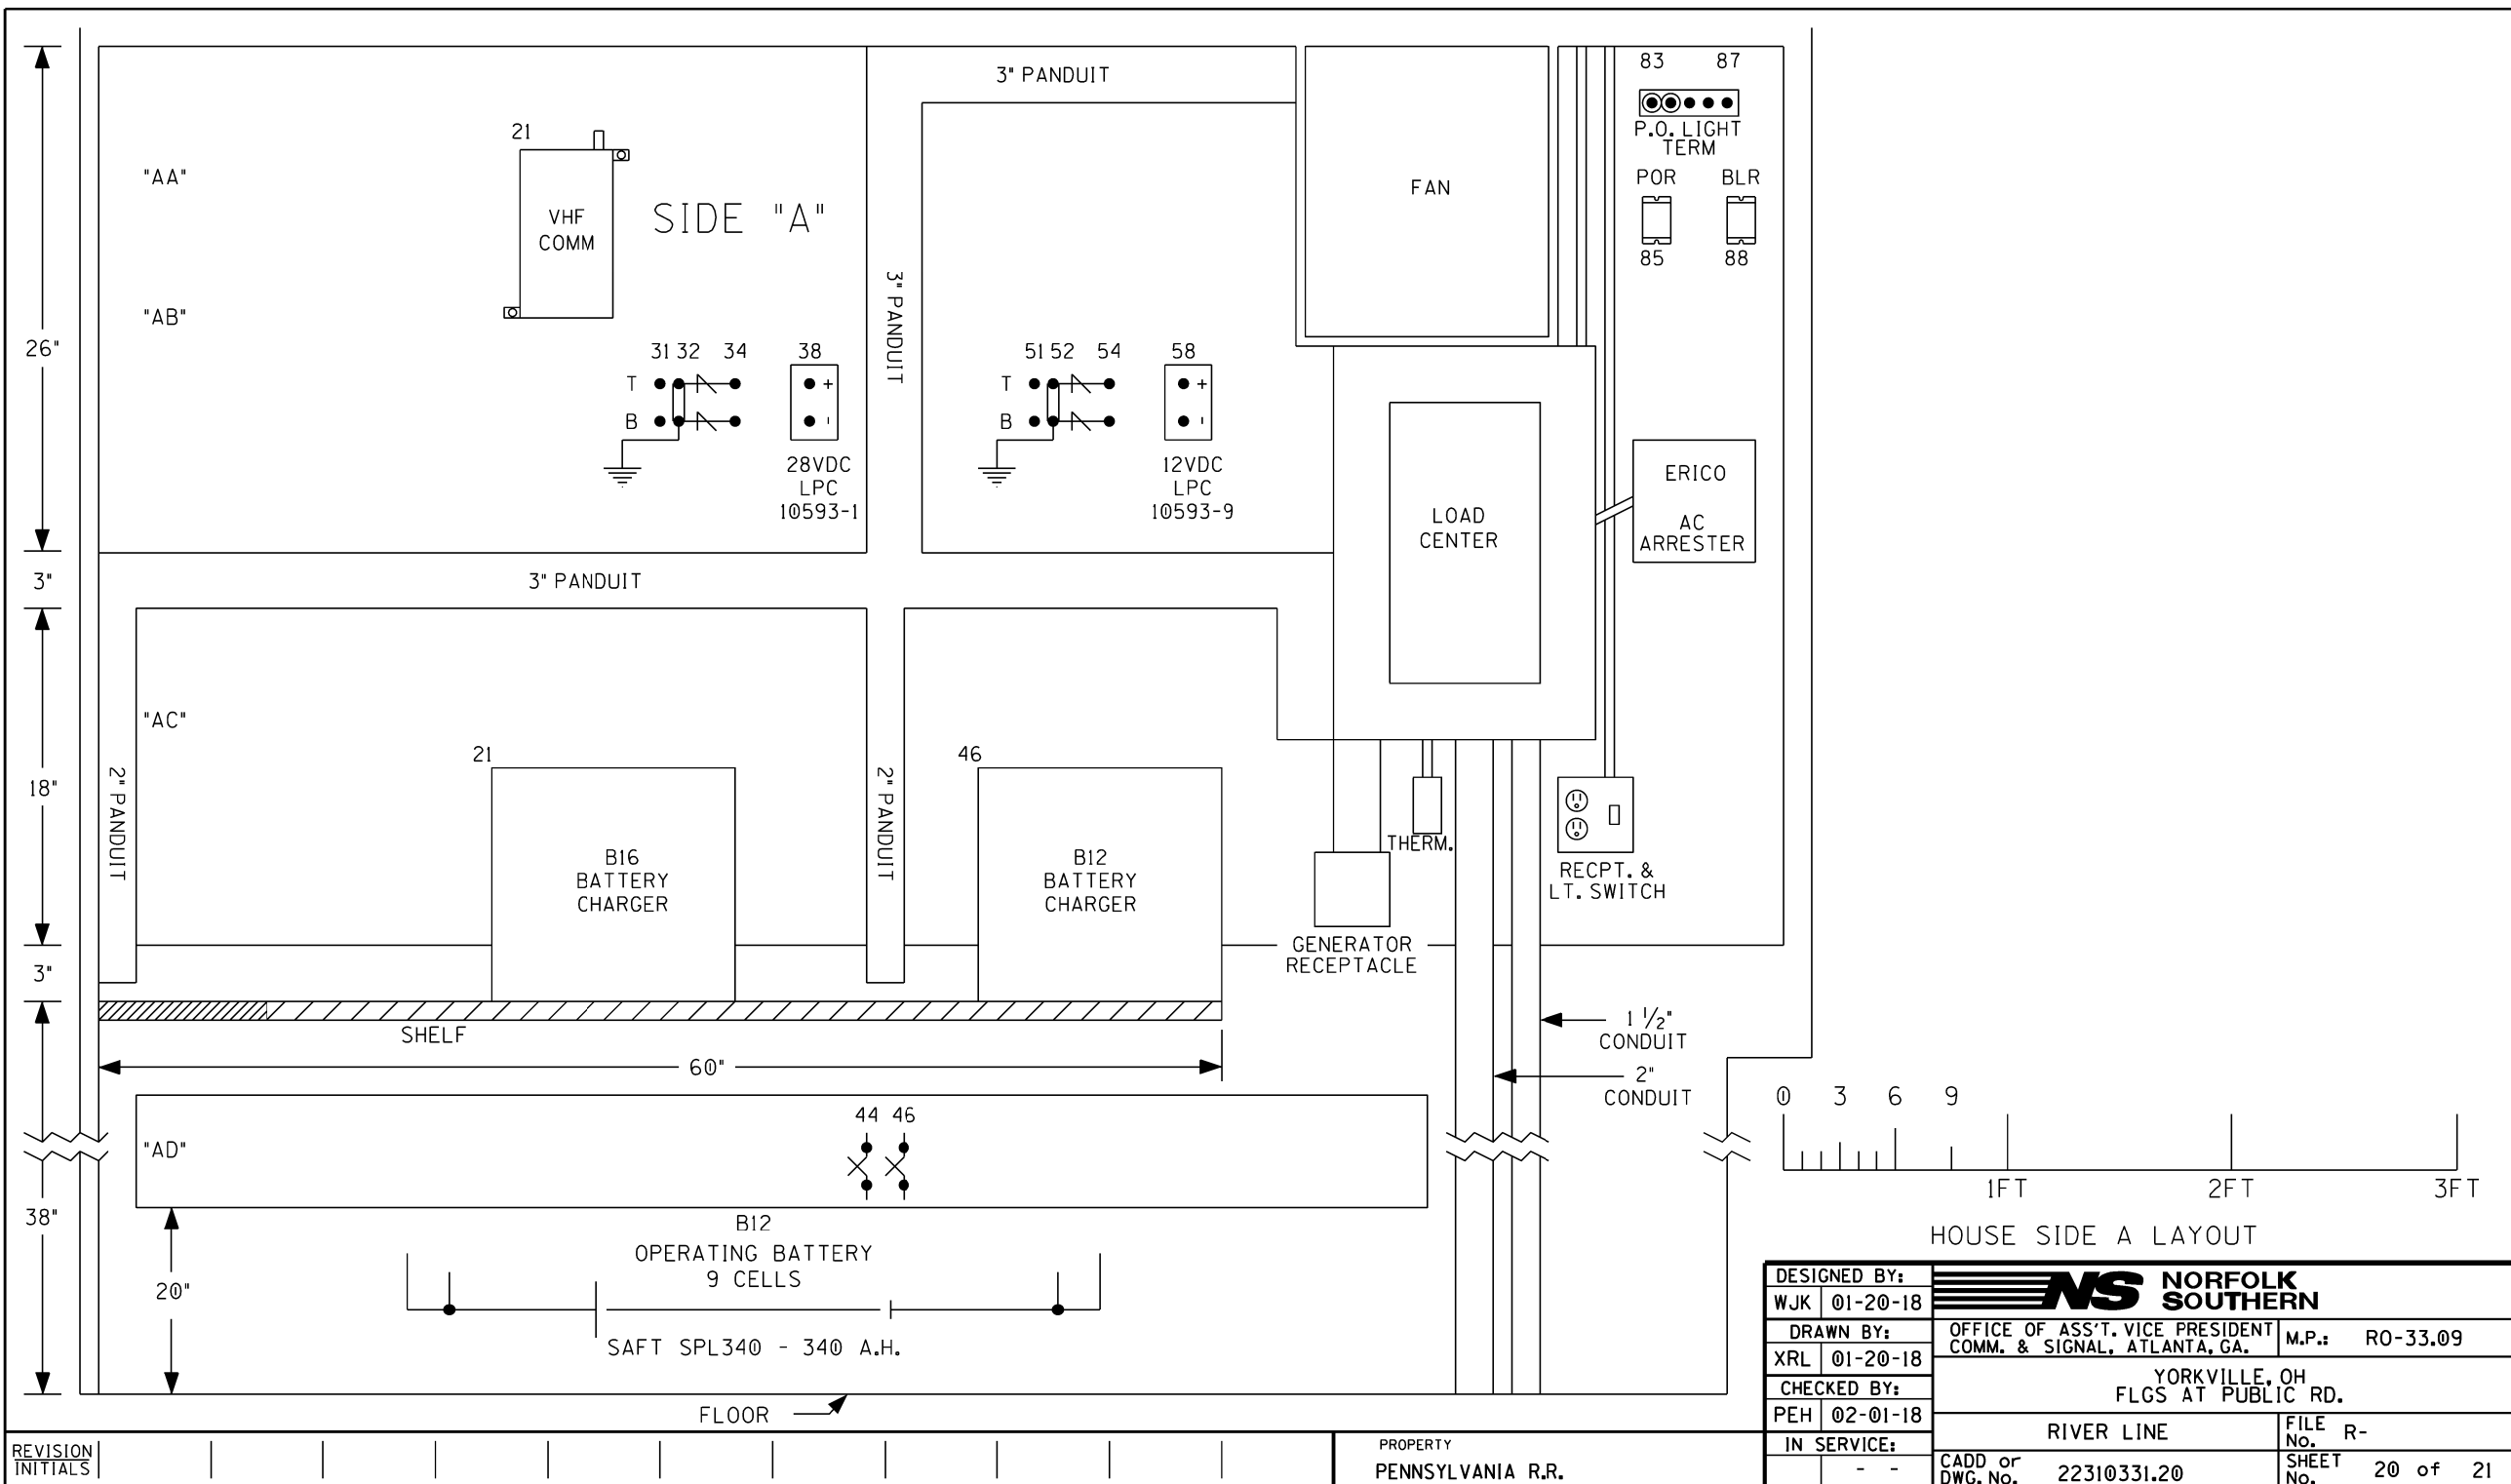 3" PANDUIT
83 87
P.O. LIGHT
TERM
21
"AA"
VHF
COMM
SIDE "A"
FAN
POR BLR
85 88
"AB"
3" PANDUIT
26"
31 32 34 38
T +
B -
28VDC
LPC
10593-1
51 52 54 58
T +
B -
12VDC
LPC
10593-9
LOAD
CENTER
ERICO
AC
ARRESTER
3"
3" PANDUIT
"AC"
18"
2" PANDUIT
21
B16
BATTERY
CHARGER
2" PANDUIT
46
B12
BATTERY
CHARGER
THERM.
RECPT. &
LT. SWITCH
GENERATOR
RECEPTACLE
3"
SHELF
60"
1 1/2"
CONDUIT
2"
CONDUIT
"AD"
44 46
38"
20"
B12
OPERATING BATTERY
9 CELLS
SAFT SPL340 - 340 A.H.
FLOOR
0 3 6 9
1FT 2FT 3FT
HOUSE SIDE A LAYOUT
DESIGNED BY:
WJK 01-20-18
DRAWN BY:
XRL 01-20-18
CHECKED BY:
PEH 02-01-18
IN SERVICE:
- -
NS NORFOLK
SOUTHERN
OFFICE OF ASS'T. VICE PRESIDENT
COMM. & SIGNAL, ATLANTA, GA.
M.P.: RO-33.09
YORKVILLE, OH
FLGS AT PUBLIC RD.
RIVER LINE
FILE
No. R-
CADD or
DWG. No. 22310331.20
SHEET
No. 20 of 21
REVISION
INITIALS
PROPERTY
PENNSYLVANIA R.R.